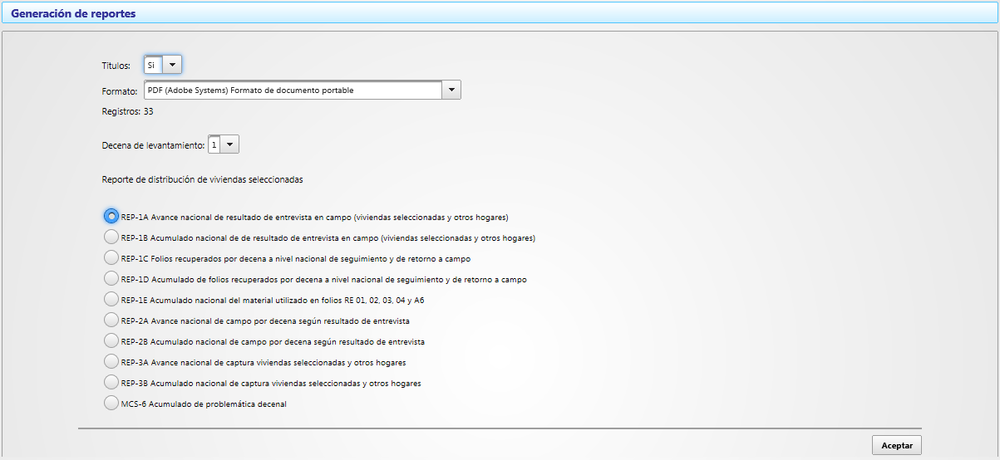 Generación de reportes
Titulos: Si
Formato: PDF (Adobe Systems) Formato de documento portable
Registros: 33
Decena de levantamiento: 1
Reporte de distribución de viviendas seleccionadas
REP-1A Avance nacional de resultado de entrevista en campo (viviendas seleccionadas y otros hogares)
REP-1B Acumulado nacional de de resultado de entrevista en campo (viviendas seleccionadas y otros hogares)
REP-1C Folios recuperados por decena a nivel nacional de seguimiento y de retorno a campo
REP-1D Acumulado de folios recuperados por decena a nivel nacional de seguimiento y de retorno a campo
REP-1E Acumulado nacional del material utilizado en folios RE 01, 02, 03, 04 y A6
REP-2A Avance nacional de campo por decena según resultado de entrevista
REP-2B Acumulado nacional de campo por decena según resultado de entrevista
REP-3A Avance nacional de captura viviendas seleccionadas y otros hogares
REP-3B Acumulado nacional de captura viviendas seleccionadas y otros hogares
MCS-6 Acumulado de problemática decenal
Aceptar